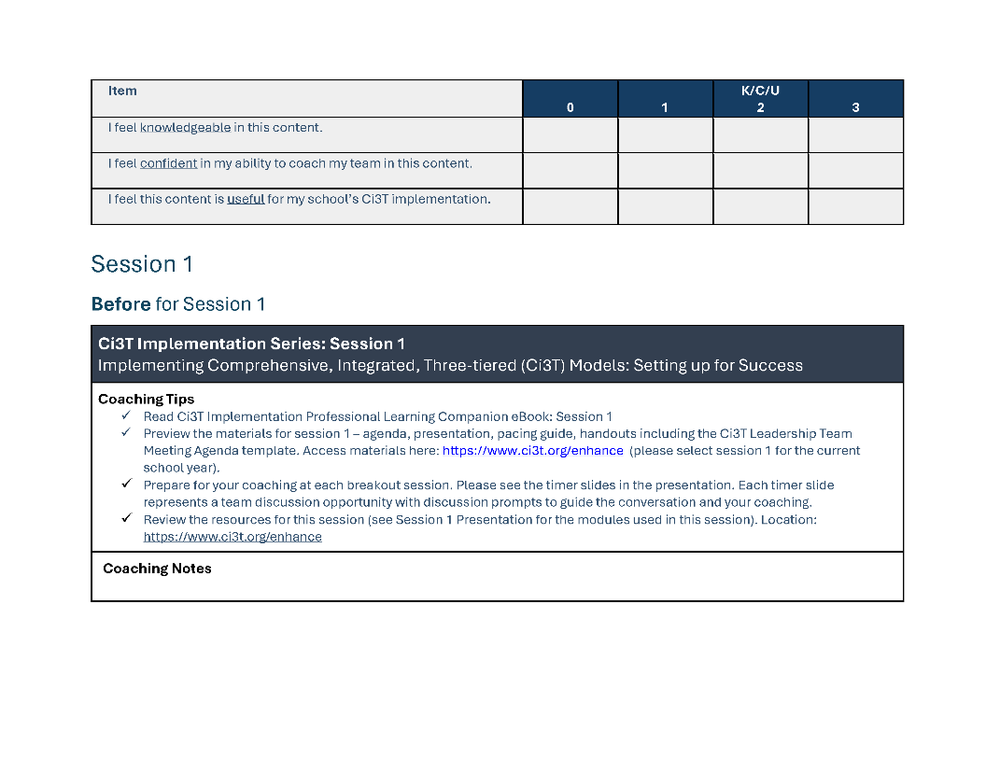 Item
K/C/U
0 1 2 3
I feel knowledgeable in this content.
I feel confident in my ability to coach my team in this content.
I feel this content is useful for my school’s Ci3T implementation.
Session 1
Before for Session 1
Ci3T Implementation Series: Session 1
Implementing Comprehensive, Integrated, Three-tiered (Ci3T) Models: Setting up for Success
Coaching Tips
✓ Read Ci3T Implementation Professional Learning Companion eBook: Session 1
✓ Preview the materials for session 1 – agenda, presentation, pacing guide, handouts including the Ci3T Leadership Team
Meeting Agenda template. Access materials here: https://www.ci3t.org/enhance (please select session 1 for the current
school year).
✓ Prepare for your coaching at each breakout session. Please see the timer slides in the presentation. Each timer slide
represents a team discussion opportunity with discussion prompts to guide the conversation and your coaching.
✓ Review the resources for this session (see Session 1 Presentation for the modules used in this session). Location:
https://www.ci3t.org/enhance
Coaching Notes